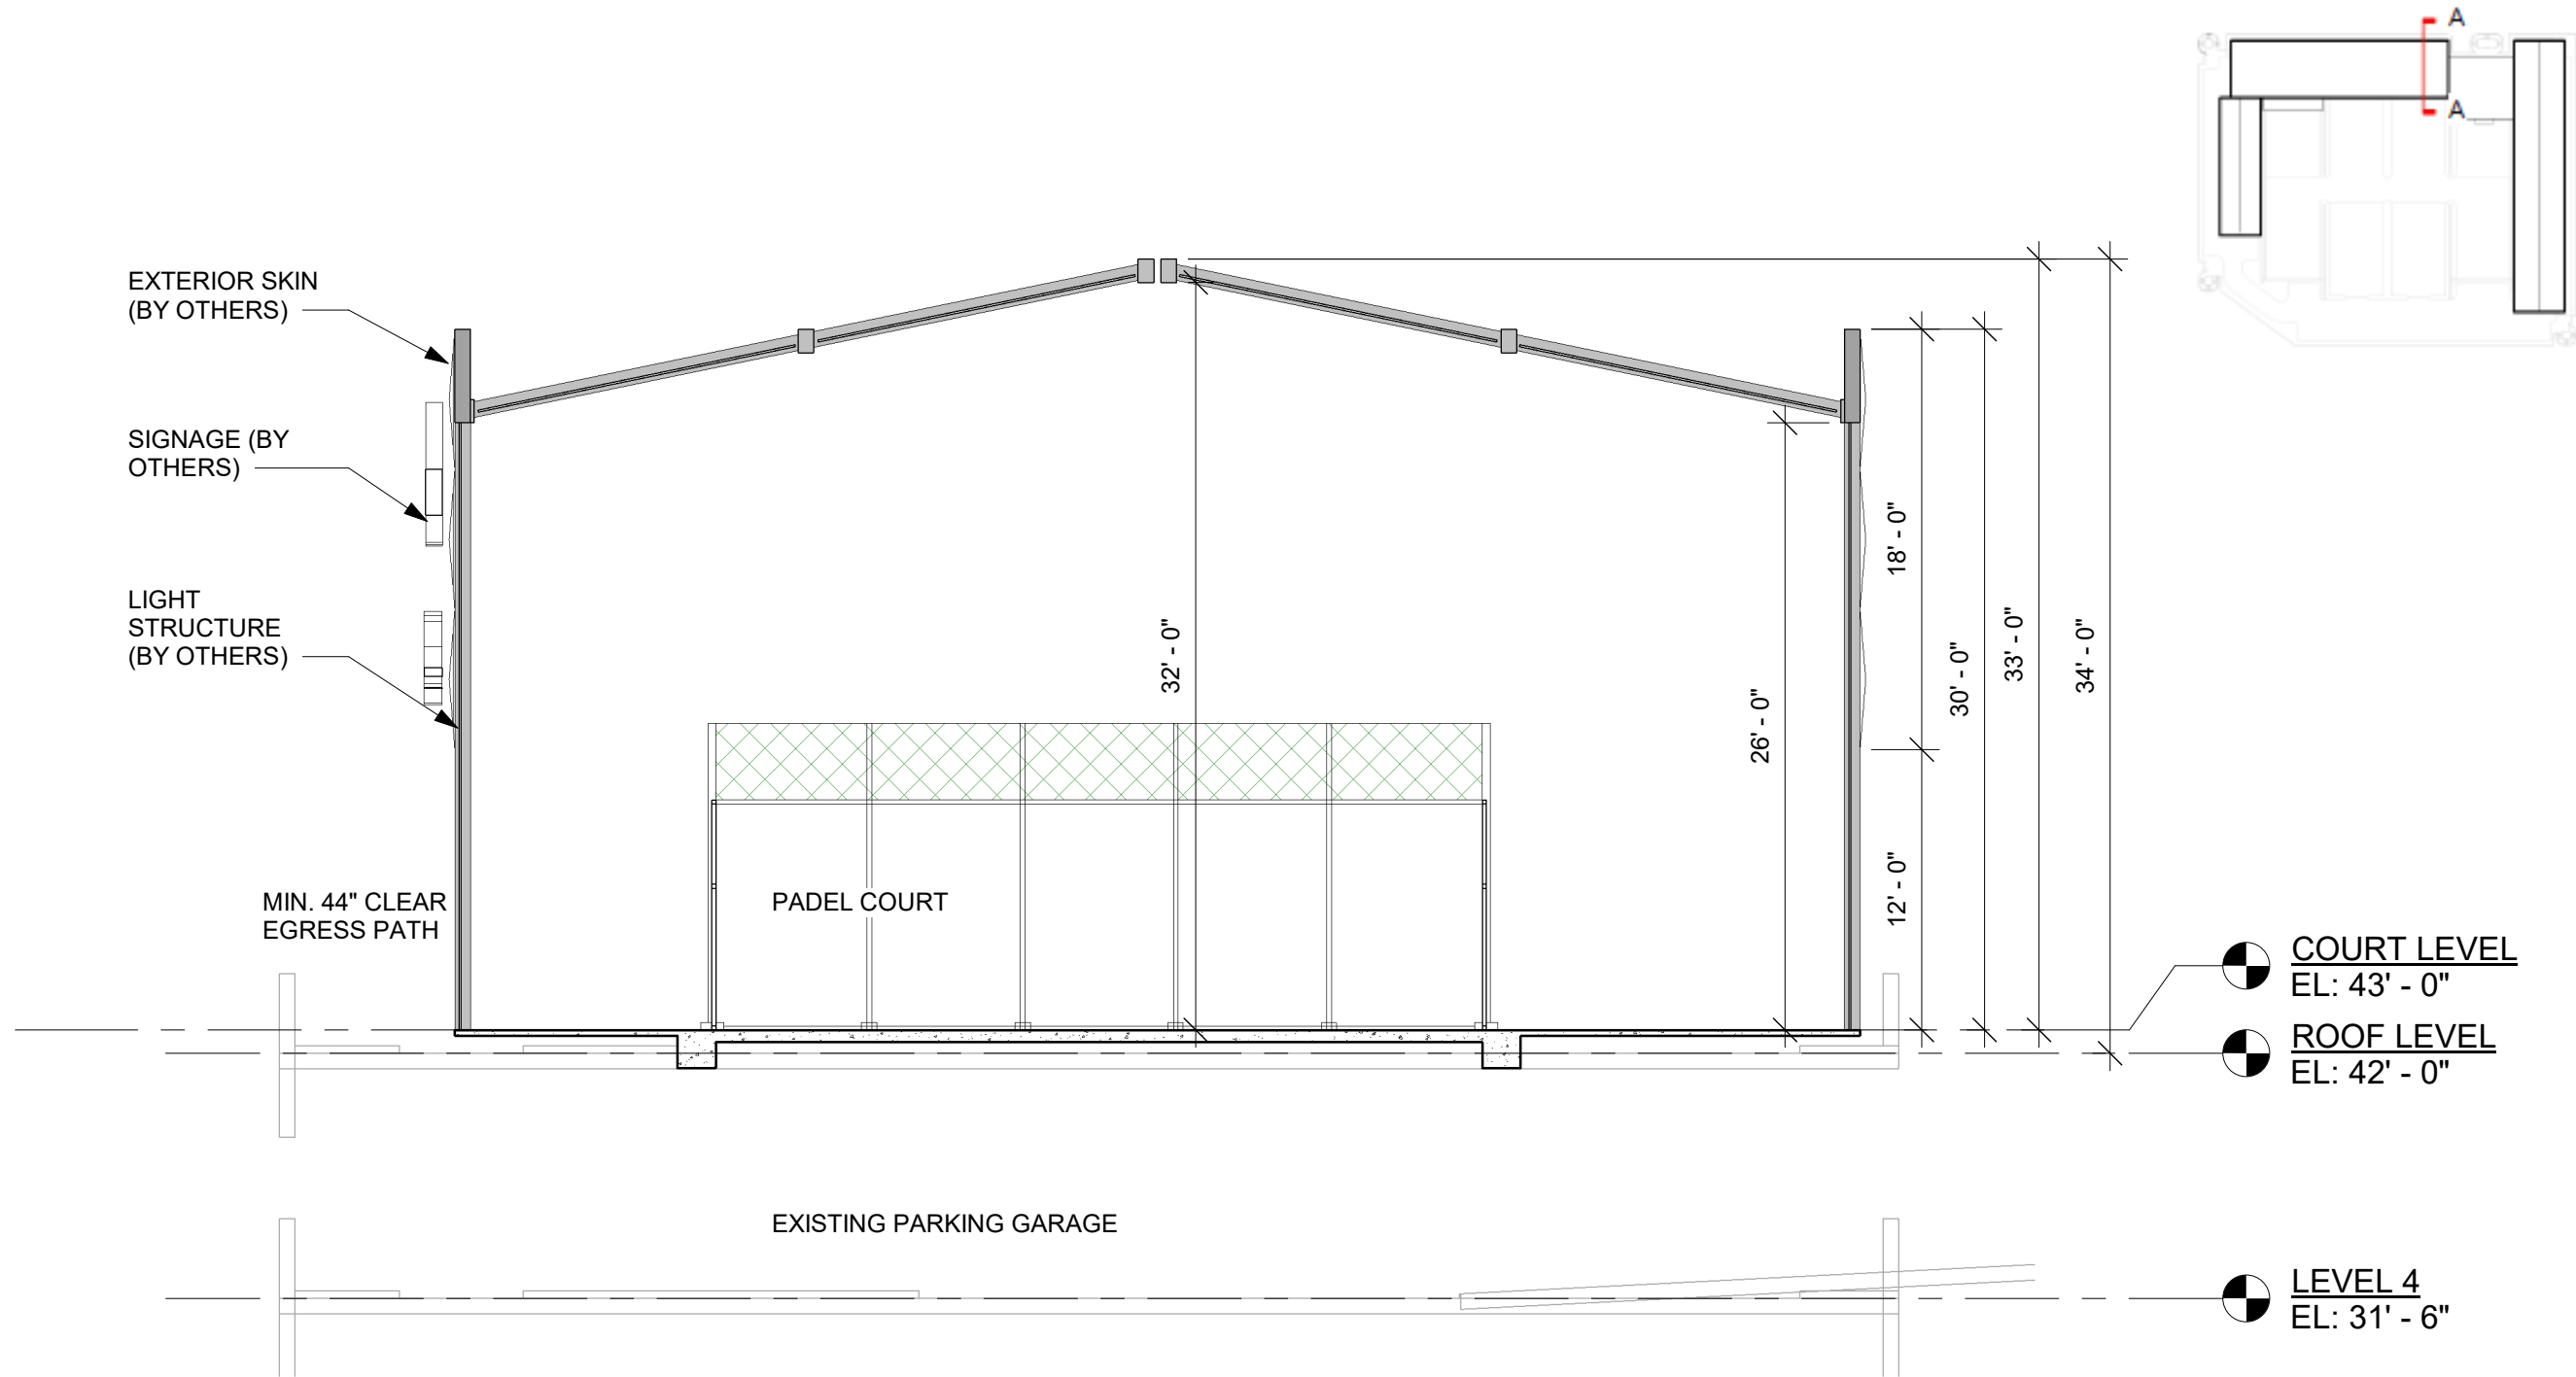 A
A
EXTERIOR SKIN
(BY OTHERS)
SIGNAGE (BY
OTHERS)
LIGHT
STRUCTURE
(BY OTHERS)
MIN. 44" CLEAR
EGRESS PATH
PADEL COURT
32' - 0"
26' - 0"
18' - 0"
12' - 0"
30' - 0"
33' - 0"
34' - 0"
COURT LEVEL
EL: 43' - 0"
ROOF LEVEL
EL: 42' - 0"
EXISTING PARKING GARAGE
LEVEL 4
EL: 31' - 6"